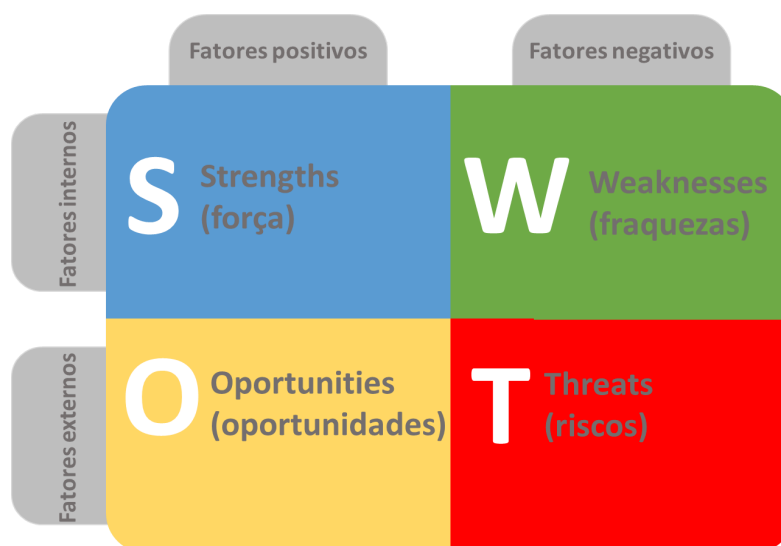 Fatores positivos
Fatores negativos
Fatores internos
S
Strengths
(força)
W
Weaknesses
(fraquezas)
Fatores externos
O
Oportunities
(oportunidades)
T
Threats
(riscos)